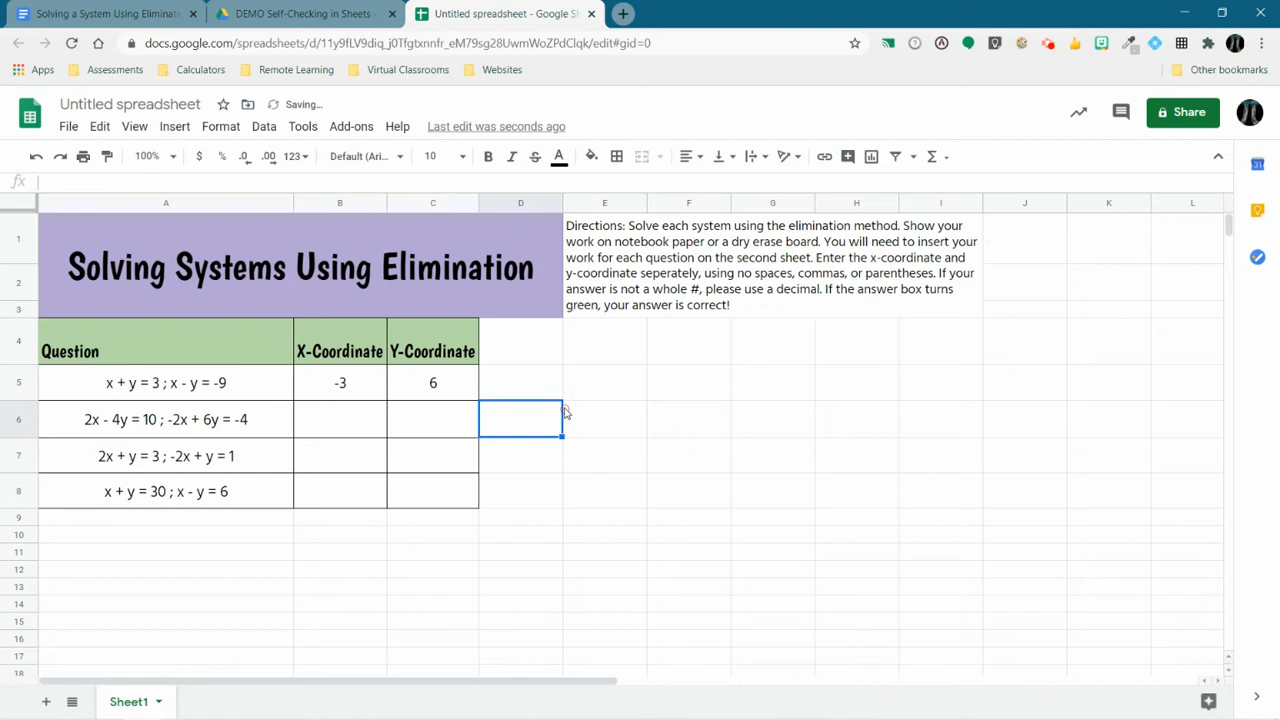 Solving a System Using Eliminati
DEMO Self-Checking in Sheets -
Untitled spreadsheet - Google Sh
docs.google.com/spreadsheets/d/11y9fLV9diq_j0Tfgtxnnfr_eM79sg28UwmWoZPdClqk/edit#gid=0
Apps
Assessments
Calculators
Remote Learning
Virtual Classrooms
Websites
Other bookmarks
Untitled spreadsheet
Saving...
File Edit View Insert Format Data Tools Add-ons Help
Last edit was seconds ago
Share
100% $ % .0 .00 123 Default (Ari... 10 B I S A
fx
A B C D E F G H I J K L
1
2
3
4
5
6
7
8
9
10
11
12
13
14
15
16
17
18
Solving Systems Using Elimination
Directions: Solve each system using the elimination method. Show your
work on notebook paper or a dry erase board. You will need to insert your
work for each question on the second sheet. Enter the x-coordinate and
y-coordinate seperately, using no spaces, commas, or parentheses. If your
answer is not a whole #, please use a decimal. If the answer box turns
green, your answer is correct!
Question X-Coordinate Y-Coordinate
x + y = 3 ; x - y = -9 -3 6
2x - 4y = 10 ; -2x + 6y = -4
2x + y = 3 ; -2x + y = 1
x + y = 30 ; x - y = 6
Sheet1